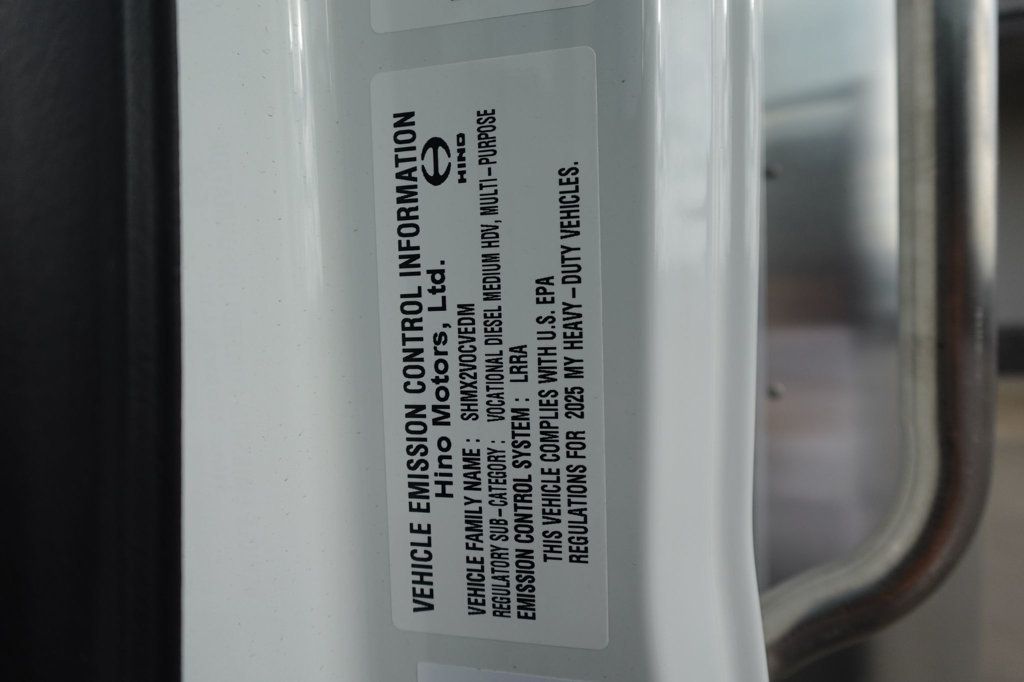 VEHICLE EMISSION CONTROL INFORMATION
Hino Motors, Ltd.
HINO
VEHICLE FAMILY NAME : SHMX2VOCVEDM
REGULATORY SUB-CATEGORY : VOCATIONAL DIESEL MEDIUM HDV, MULTI-PURPOSE
EMISSION CONTROL SYSTEM : LRRA
THIS VEHICLE COMPLIES WITH U.S. EPA
REGULATIONS FOR 2025 MY HEAVY-DUTY VEHICLES.